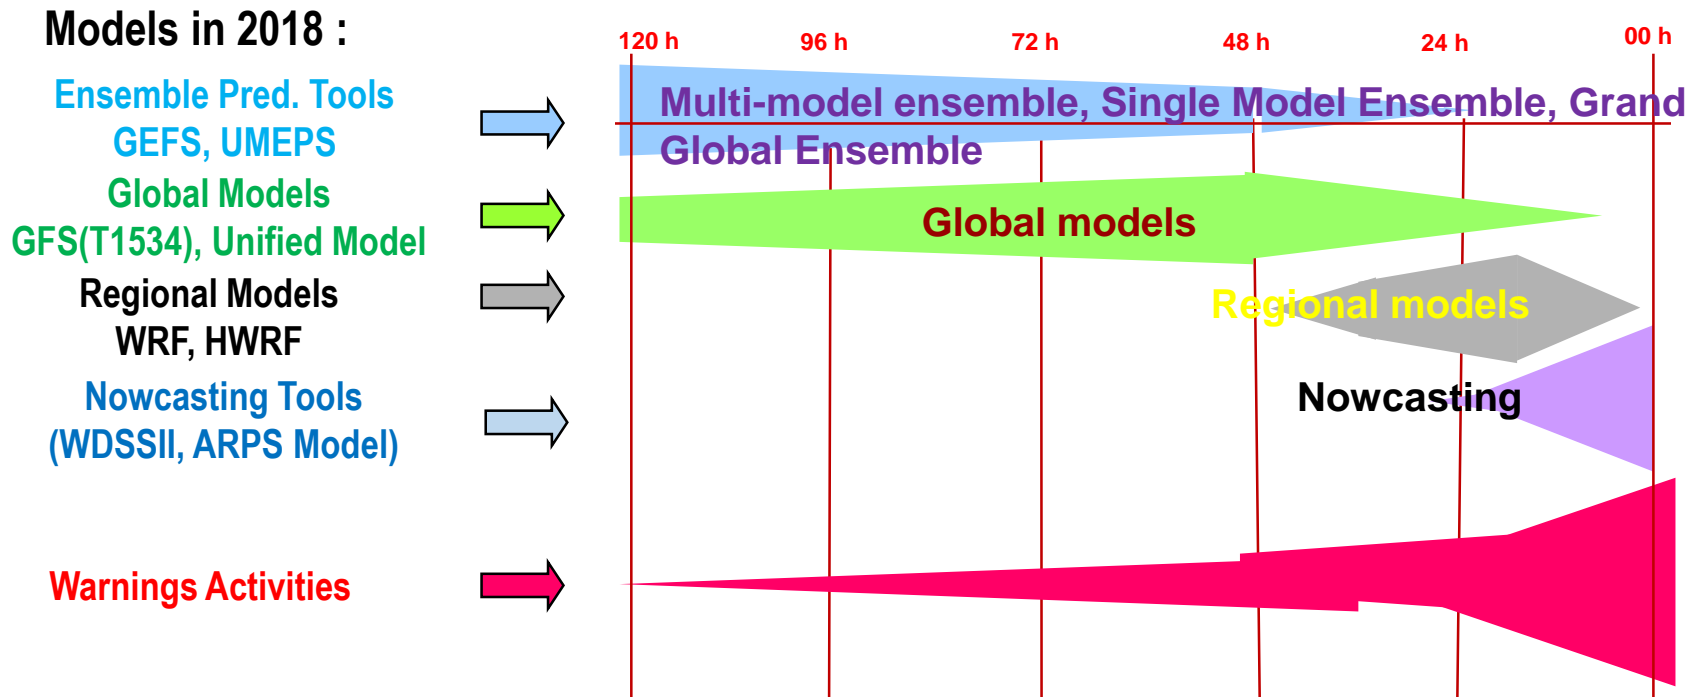 Models in 2018 :
120 h
96 h
72 h
48 h
24 h
00 h
Ensemble Pred. Tools
GEFS, UMEPS
Multi-model ensemble, Single Model Ensemble, Grand
Global Ensemble
Global Models
GFS(T1534), Unified Model
Global models
Regional Models
WRF, HWRF
Regional models
Nowcasting Tools
(WDSSII, ARPS Model)
Nowcasting
Warnings Activities